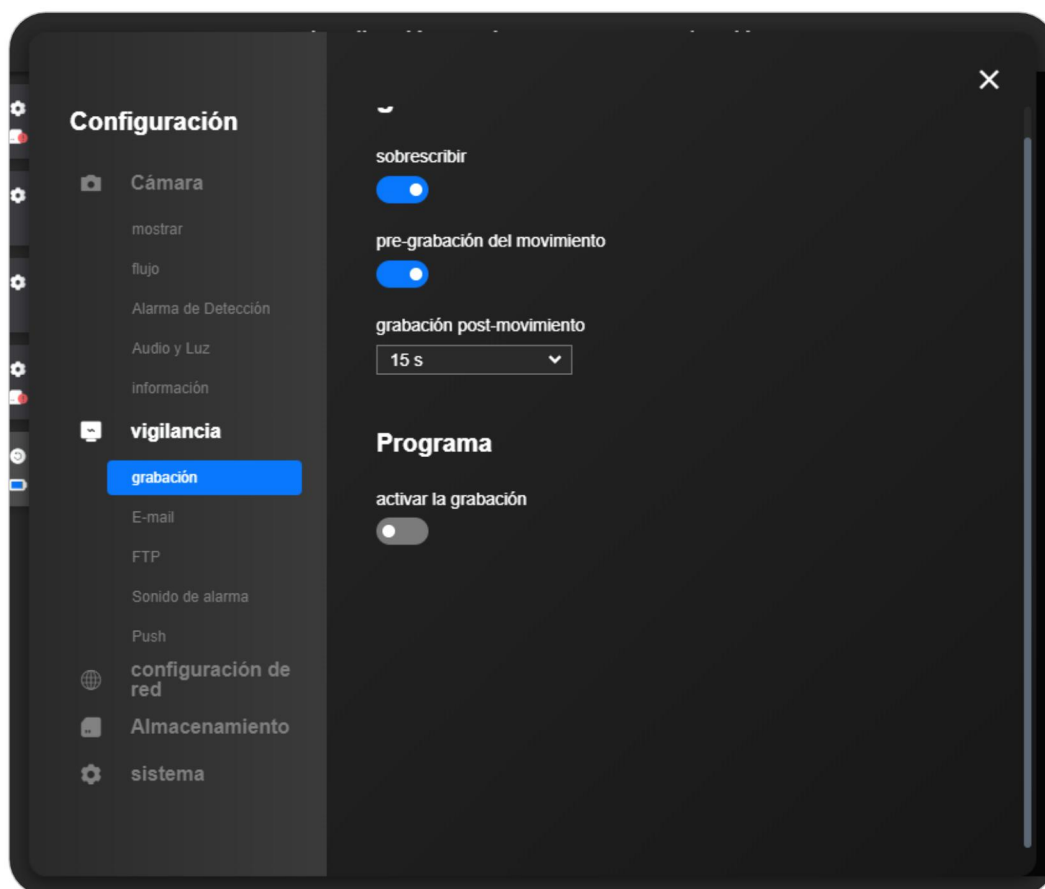 Configuración
Cámara
mostrar
flujo
Alarma de Detección
Audio y Luz
información
vigilancia
grabación
E-mail
FTP
Sonido de alarma
Push
configuración de
red
Almacenamiento
sistema
sobrescribir
pre-grabación del movimiento
grabación post-movimiento
15 s
Programa
activar la grabación